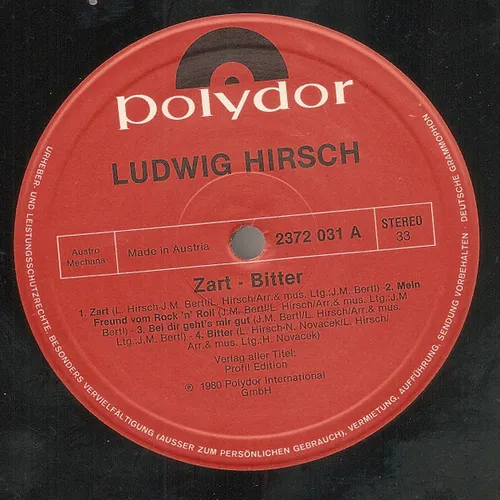 polydor
LUDWIG HIRSCH
Austro
Mechana
Made in Austria
2372 031 A
STEREO
33
Zart - Bitter
1. Zart (L. Hirsch-J.M. Bertl/L. Hirsch/Arr.& mus. Ltg.:J.M. Bertl) -2. Mein
Freund vom Rock 'n' Roll (J.M. Bertl/L. Hirsch/Arr.& mus. Ltg.:J.M.
Bertl) - 3. Bei dir geht's mir gut (J.M. Bertl/L. Hirsch/Arr.& mus.
Ltg.:J.M. Bertl) - 4. Bitter (L. Hirsch-N. Novacek/L. Hirsch/
Arr.& mus. Ltg.:H. Novacek)
Verlag aller Titel:
Profil Edition
℗ 1980 Polydor International
GmbH
URHEBER- UND LEISTUNGSSCHUTZRECHTE, BESONDERS VERVIELFÄLTIGUNG (AUSSER ZUM PERSÖNLICHEN GEBRAUCH), VERMIETUNG, AUFFÜHRUNG, SENDUNG VORBEHALTEN · DEUTSCHE GRAMMOPHON